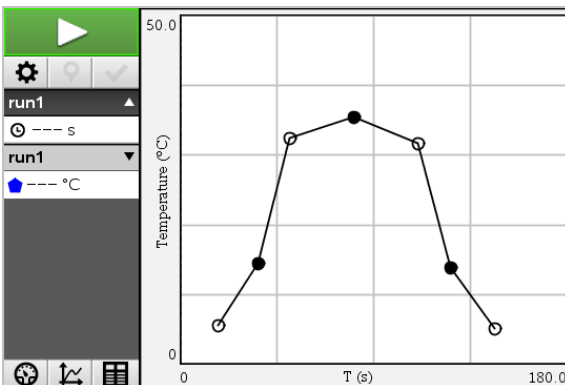 run1
--- s
run1
--- °C
50.0
Temperature (°C)
0
0
T (s)
180.0